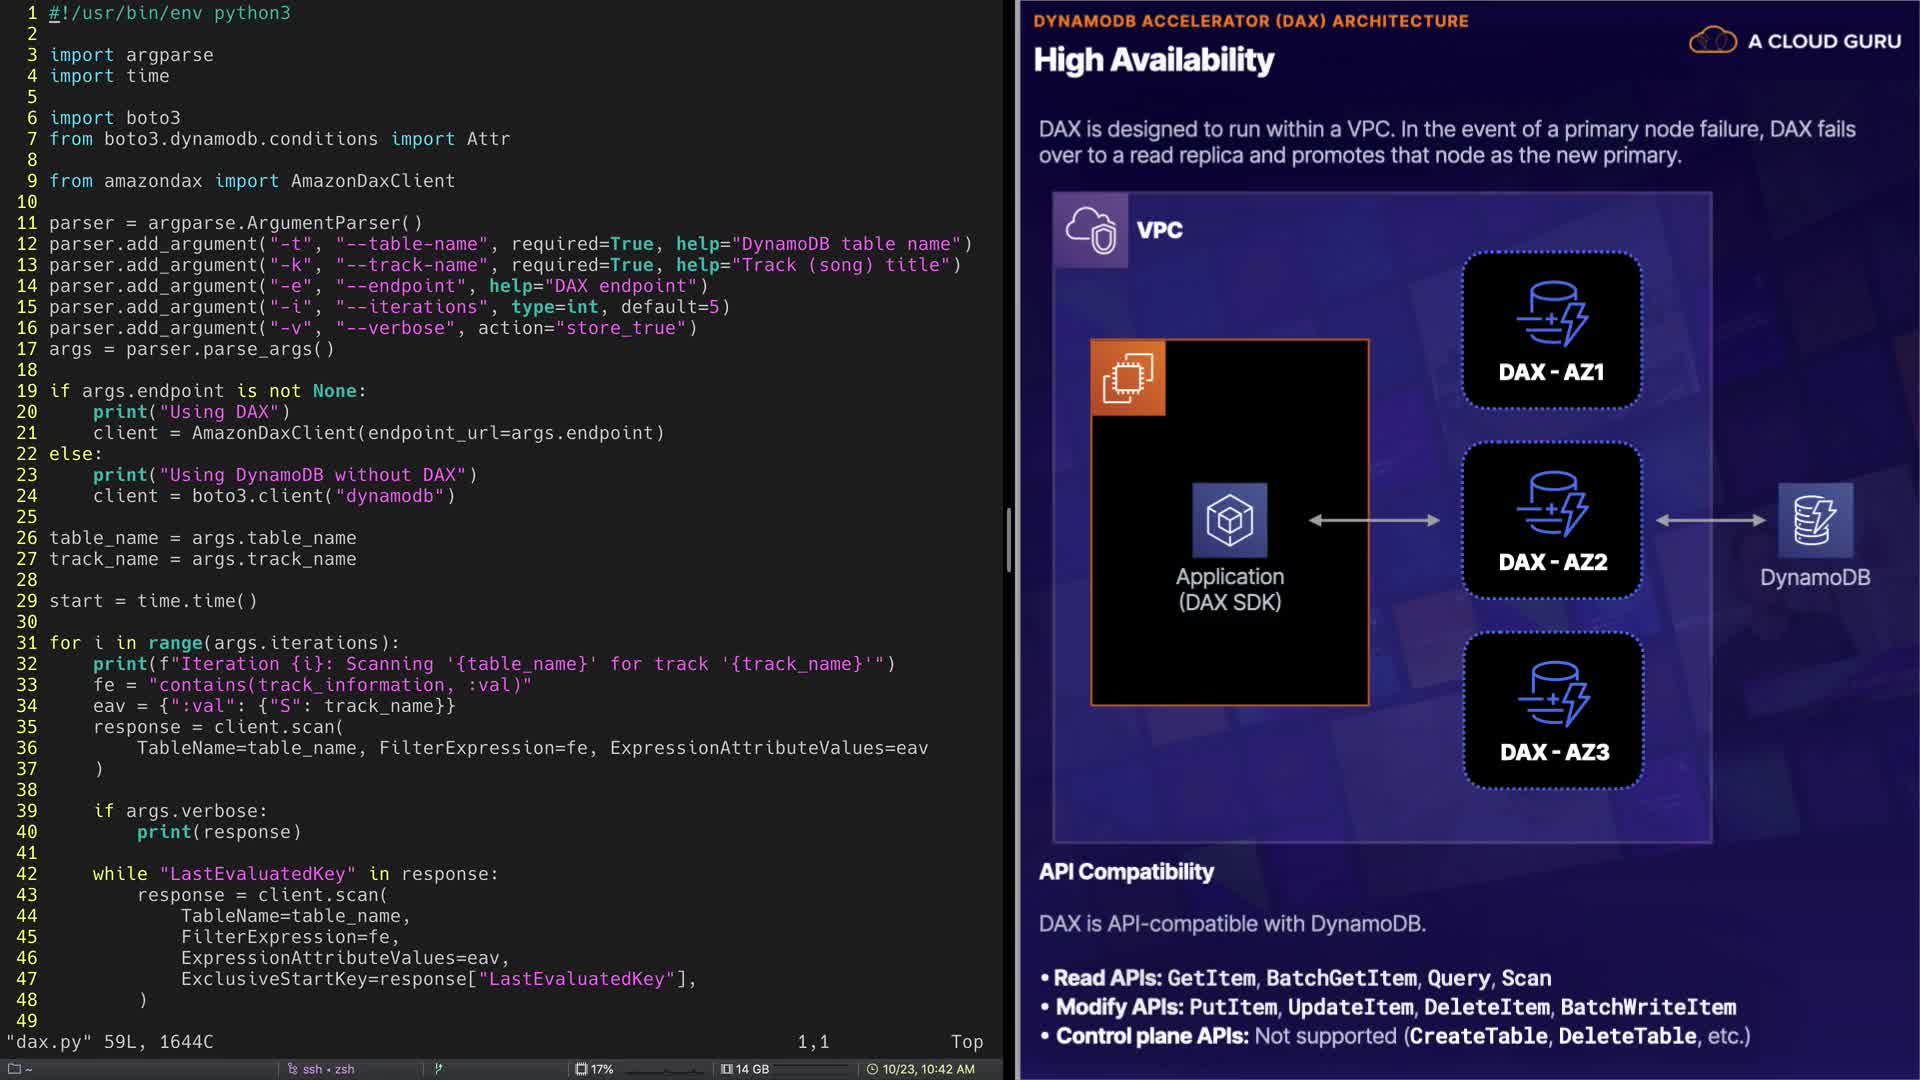 1 #!/usr/bin/env python3
2
3 import argparse
4 import time
5
6 import boto3
7 from boto3.dynamodb.conditions import Attr
8
9 from amazondax import AmazonDaxClient
10
11 parser = argparse.ArgumentParser()
12 parser.add_argument("-t", "--table-name", required=True, help="DynamoDB table name")
13 parser.add_argument("-k", "--track-name", required=True, help="Track (song) title")
14 parser.add_argument("-e", "--endpoint", help="DAX endpoint")
15 parser.add_argument("-i", "--iterations", type=int, default=5)
16 parser.add_argument("-v", "--verbose", action="store_true")
17 args = parser.parse_args()
18
19 if args.endpoint is not None:
20     print("Using DAX")
21     client = AmazonDaxClient(endpoint_url=args.endpoint)
22 else:
23     print("Using DynamoDB without DAX")
24     client = boto3.client("dynamodb")
25
26 table_name = args.table_name
27 track_name = args.track_name
28
29 start = time.time()
30
31 for i in range(args.iterations):
32     print(f"Iteration {i}: Scanning '{table_name}' for track '{track_name}'")
33     fe = "contains(track_information, :val)"
34     eav = {":val": {"S": track_name}}
35     response = client.scan(
36         TableName=table_name, FilterExpression=fe, ExpressionAttributeValues=eav
37     )
38
39     if args.verbose:
40         print(response)
41
42     while "LastEvaluatedKey" in response:
43         response = client.scan(
44             TableName=table_name,
45             FilterExpression=fe,
46             ExpressionAttributeValues=eav,
47             ExclusiveStartKey=response["LastEvaluatedKey"],
48         )
49
"dax.py" 59L, 1644C 1,1 Top
~ ssh • zsh 17% 14 GB 10/23, 10:42 AM
DYNAMODB ACCELERATOR (DAX) ARCHITECTURE
High Availability
A CLOUD GURU
DAX is designed to run within a VPC. In the event of a primary node failure, DAX fails
over to a read replica and promotes that node as the new primary.
VPC
DAX - AZ1
DAX - AZ2
DAX - AZ3
Application
(DAX SDK)
DynamoDB
API Compatibility
DAX is API-compatible with DynamoDB.
• Read APIs: GetItem, BatchGetItem, Query, Scan
• Modify APIs: PutItem, UpdateItem, DeleteItem, BatchWriteItem
• Control plane APIs: Not supported (CreateTable, DeleteTable, etc.)